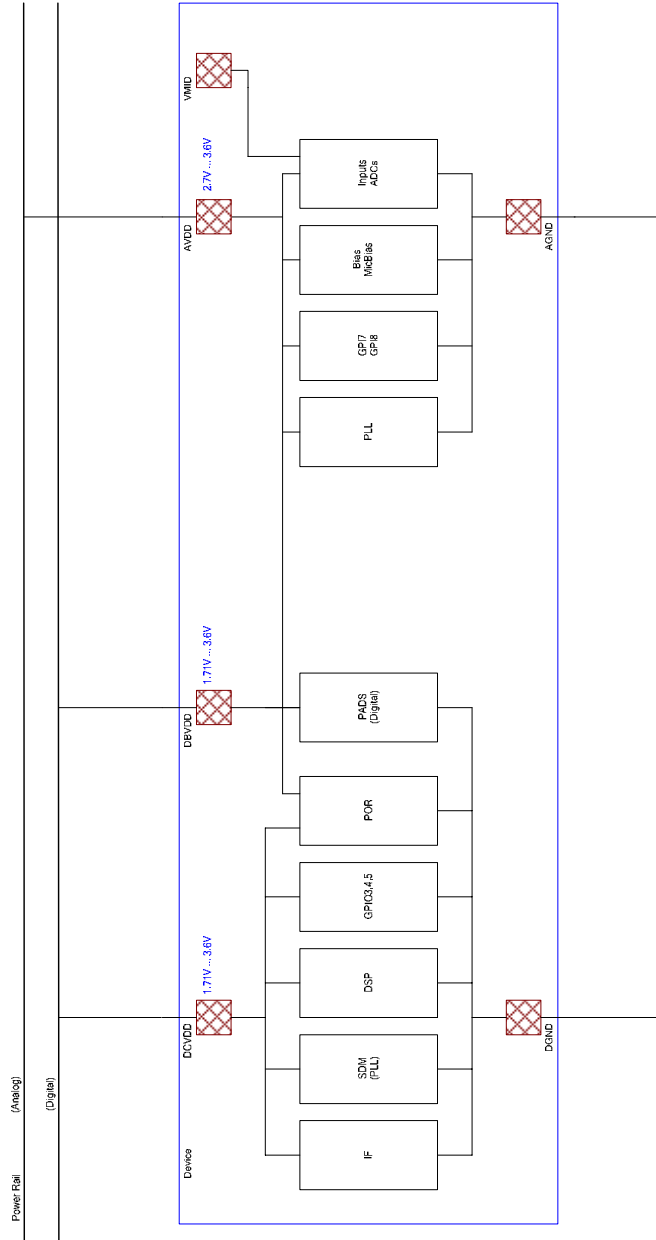 Power Rail
(Analog)
(Digital)
Device
DCVDD
1.71V ... 3.6V
DBVDD
1.71V ... 3.6V
AVDD
2.7V ... 3.6V
VMID
IF
SDM
(PLL)
DSP
GPIO3,4,5
POR
PADS
(Digital)
PLL
GPI7
GPI8
Bias
MicBias
Inputs
ADCs
DGND
AGND